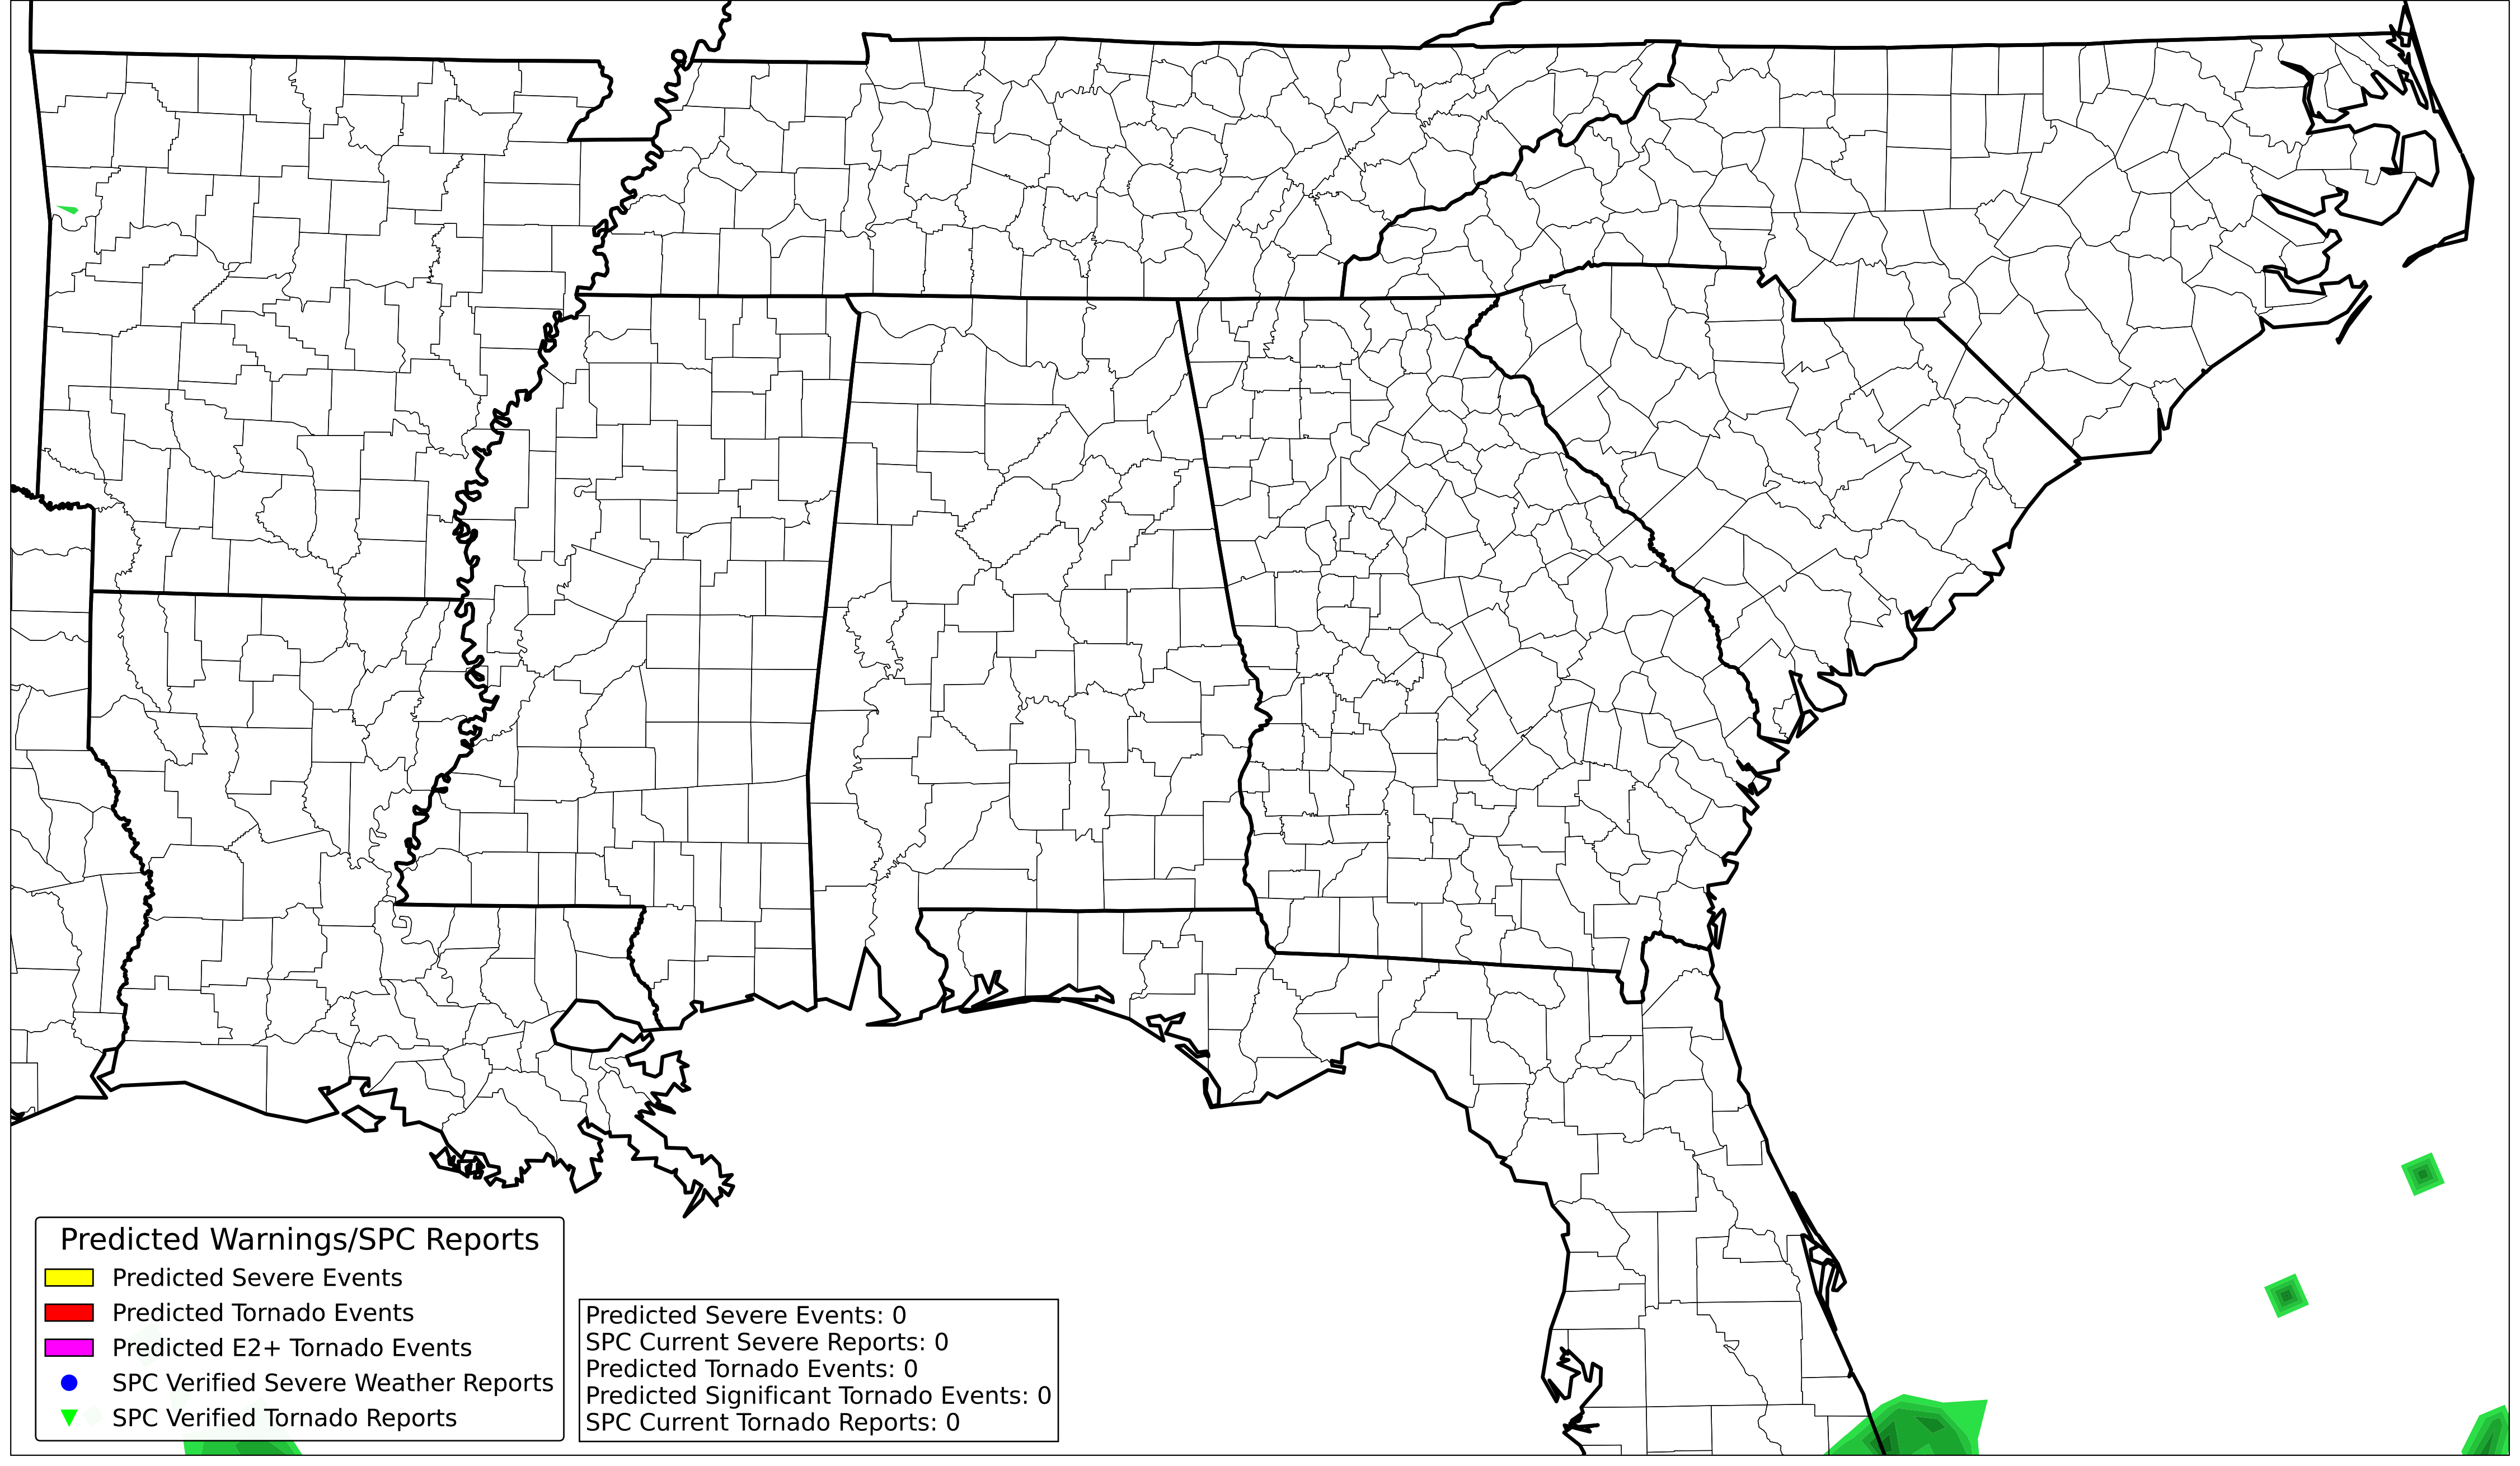 Predicted Warnings/SPC Reports
Predicted Severe Events
Predicted Tornado Events
Predicted E2+ Tornado Events
SPC Verified Severe Weather Reports
SPC Verified Tornado Reports
Predicted Severe Events: 0
SPC Current Severe Reports: 0
Predicted Tornado Events: 0
Predicted Significant Tornado Events: 0
SPC Current Tornado Reports: 0